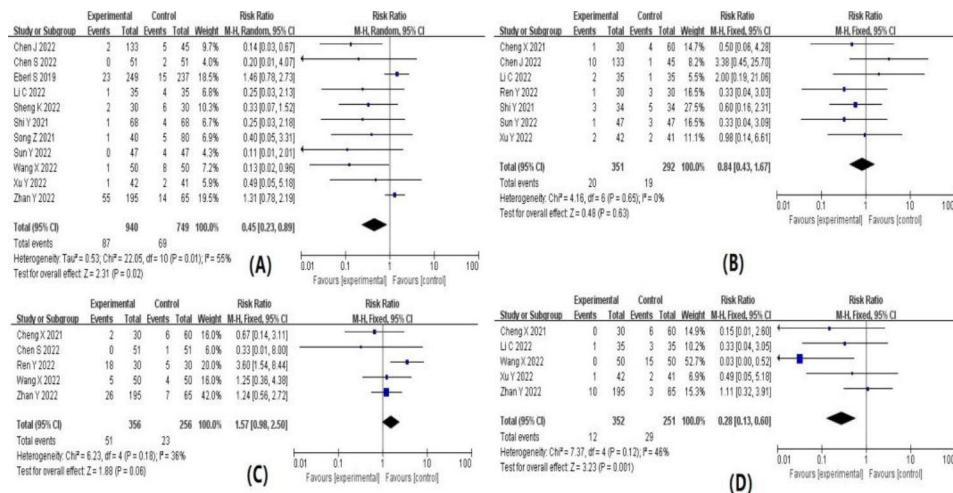 Experimental Control Risk Ratio Risk Ratio
Study or Subgroup Events Total Events Total Weight M-H, Random, 95% CI M-H, Random, 95% CI
Chen J 2022 2 133 5 45 9.7% 0.14 [0.03, 0.67]
Chen S 2022 0 51 2 51 3.9% 0.20 [0.01, 4.07]
Eberl S 2019 23 249 15 237 20.9% 1.46 [0.78, 2.73]
Li C 2022 1 35 4 35 6.4% 0.25 [0.03, 2.13]
Sheng K 2022 2 30 6 30 10.1% 0.33 [0.07, 1.52]
Shi Y 2021 1 68 4 68 6.3% 0.25 [0.03, 2.18]
Song Z 2021 1 40 5 80 6.6% 0.40 [0.05, 3.31]
Sun Y 2022 0 47 4 47 4.2% 0.11 [0.01, 2.01]
Wang X 2022 1 50 8 50 7.0% 0.13 [0.02, 0.96]
Xu Y 2022 1 42 2 41 5.5% 0.49 [0.05, 5.18]
Zhan Y 2022 55 195 14 65 19.5% 1.31 [0.78, 2.19]
Total (95% CI) 940 749 100.0% 0.45 [0.23, 0.89]
Total events 87 69
Heterogeneity: Tau² = 0.53; Chi² = 22.05, df = 10 (P = 0.01); I² = 55%
Test for overall effect: Z = 2.31 (P = 0.02)
0.01 0.1 1 10 100
Favours [experimental] Favours [control]
(A)
Experimental Control Risk Ratio Risk Ratio
Study or Subgroup Events Total Events Total Weight M-H, Fixed, 95% CI M-H, Fixed, 95% CI
Cheng X 2021 1 30 4 60 14.7% 0.50 [0.06, 4.28]
Chen J 2022 10 133 1 45 8.2% 3.38 [0.45, 25.70]
Li C 2022 2 35 1 35 5.5% 2.00 [0.19, 21.06]
Ren Y 2022 1 30 3 30 16.5% 0.33 [0.04, 3.03]
Shi Y 2021 3 34 5 34 27.5% 0.60 [0.16, 2.31]
Sun Y 2022 1 47 3 47 16.5% 0.33 [0.04, 3.09]
Xu Y 2022 2 42 2 41 11.1% 0.98 [0.14, 6.61]
Total (95% CI) 351 292 100.0% 0.84 [0.43, 1.67]
Total events 20 19
Heterogeneity: Chi² = 4.16, df = 6 (P = 0.65); I² = 0%
Test for overall effect: Z = 0.48 (P = 0.63)
0.01 0.1 1 10 100
Favours [experimental] Favours [control]
(B)
Experimental Control Risk Ratio Risk Ratio
Study or Subgroup Events Total Events Total Weight M-H, Fixed, 95% CI M-H, Fixed, 95% CI
Cheng X 2021 2 30 6 60 16.0% 0.67 [0.14, 3.11]
Chen S 2022 0 51 1 51 6.0% 0.33 [0.01, 8.00]
Ren Y 2022 18 30 5 30 20.0% 3.60 [1.54, 8.44]
Wang X 2022 5 50 4 50 16.0% 1.25 [0.36, 4.38]
Zhan Y 2022 26 195 7 65 42.0% 1.24 [0.56, 2.72]
Total (95% CI) 356 256 100.0% 1.57 [0.98, 2.50]
Total events 51 23
Heterogeneity: Chi² = 6.23, df = 4 (P = 0.18); I² = 36%
Test for overall effect: Z = 1.88 (P = 0.06)
0.01 0.1 1 10 100
Favours [experimental] Favours [control]
(C)
Experimental Control Risk Ratio Risk Ratio
Study or Subgroup Events Total Events Total Weight M-H, Fixed, 95% CI M-H, Fixed, 95% CI
Cheng X 2021 0 30 6 60 14.9% 0.15 [0.01, 2.60]
Li C 2022 1 35 3 35 10.2% 0.33 [0.04, 3.05]
Wang X 2022 0 50 15 50 52.7% 0.03 [0.00, 0.52]
Xu Y 2022 1 42 2 41 6.9% 0.49 [0.05, 5.18]
Zhan Y 2022 10 195 3 65 15.3% 1.11 [0.32, 3.91]
Total (95% CI) 352 251 100.0% 0.28 [0.13, 0.60]
Total events 12 29
Heterogeneity: Chi² = 7.37, df = 4 (P = 0.12); I² = 46%
Test for overall effect: Z = 3.23 (P = 0.001)
0.01 0.1 1 10 100
Favours [experimental] Favours [control]
(D)